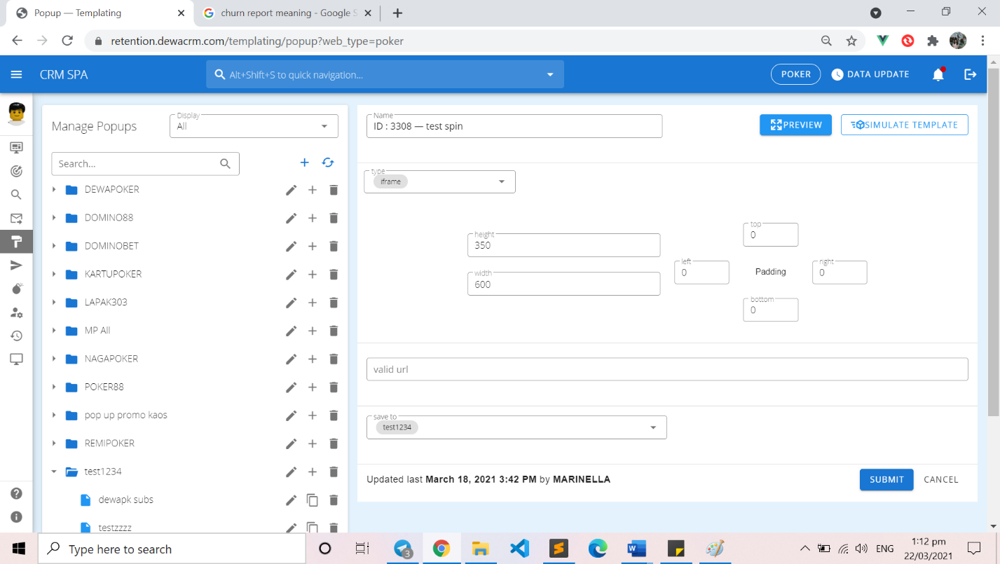 Popup — Templating
churn report meaning - Google S
retention.dewacrm.com/templating/popup?web_type=poker
CRM SPA
Alt+Shift+S to quick navigation...
POKER
DATA UPDATE
Manage Popups
Display
All
Search...
DEWAPOKER
DOMINO88
DOMINOBET
KARTUPOKER
LAPAK303
MP All
NAGAPOKER
POKER88
pop up promo kaos
REMIPOKER
test1234
dewapk subs
testzzzz
Name
ID : 3308 — test spin
PREVIEW
SIMULATE TEMPLATE
type
iframe
height
350
width
600
top
0
left
0
Padding
right
0
bottom
0
valid url
save to
test1234
Updated last March 18, 2021 3:42 PM by MARINELLA
SUBMIT
CANCEL
Type here to search
3
ENG
1:12 pm
22/03/2021